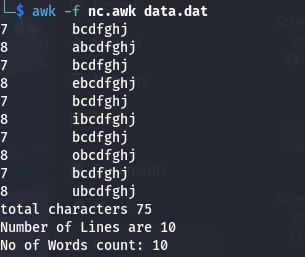 $ awk -f nc.awk data.dat
7 bcdfghj
8 abcdfghj
7 bcdfghj
8 ebcdfghj
7 bcdfghj
8 ibcdfghj
7 bcdfghj
8 obcdfghj
7 bcdfghj
8 ubcdfghj
total characters 75
Number of Lines are 10
No of Words count: 10